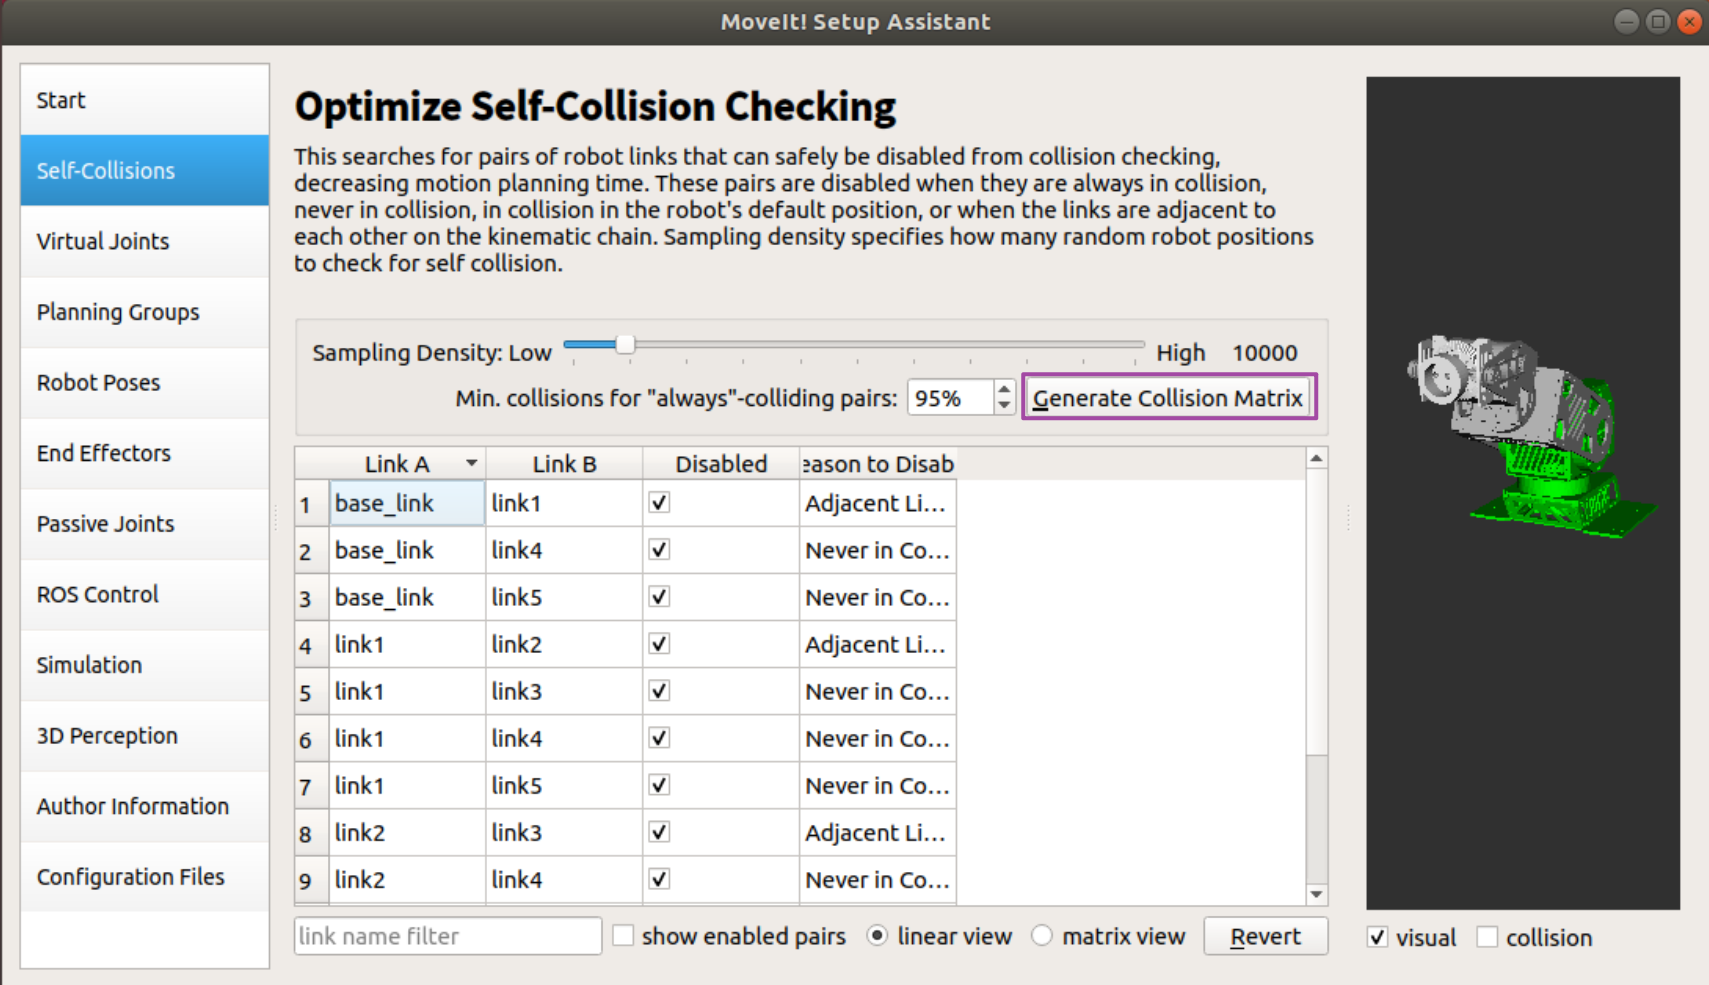 MoveIt! Setup Assistant
Start
Self-Collisions
Virtual Joints
Planning Groups
Robot Poses
End Effectors
Passive Joints
ROS Control
Simulation
3D Perception
Author Information
Configuration Files
Optimize Self-Collision Checking
This searches for pairs of robot links that can safely be disabled from collision checking,
decreasing motion planning time. These pairs are disabled when they are always in collision,
never in collision, in collision in the robot's default position, or when the links are adjacent to
each other on the kinematic chain. Sampling density specifies how many random robot positions
to check for self collision.
Sampling Density: Low High 10000
Min. collisions for "always"-colliding pairs: 95% Generate Collision Matrix
Link A Link B Disabled eason to Disab
1 base_link link1 Adjacent Li...
2 base_link link4 Never in Co...
3 base_link link5 Never in Co...
4 link1 link2 Adjacent Li...
5 link1 link3 Never in Co...
6 link1 link4 Never in Co...
7 link1 link5 Never in Co...
8 link2 link3 Adjacent Li...
9 link2 link4 Never in Co...
link name filter show enabled pairs linear view matrix view Revert
visual collision